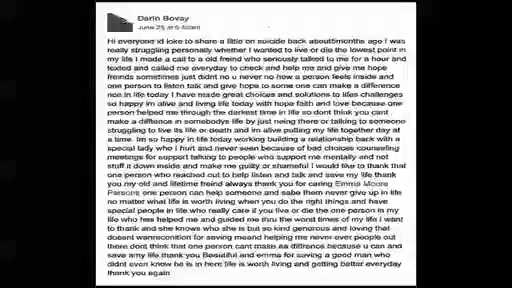 Darin Bovay
June 25 at 5:50am
Hi everyone id loke to share a little on suicide back about5months age I was
really struggling personally whether I wanted to live or die the lowest point in
my life I made a call to a old freind who seriously talked to me for a hour and
texted and called me everyday to check and help me and give me hope
freinds sometimes just didnt no u never no how a person feels inside and
one person to listen talk and give hope to some one can make a difference
noe in life today I have made great choices and solutions to lifes challenges
so happy im alive and living life today with hope faith and love because one
person helped me through the darkest time in life so dont think you cant
make a diffence in somebodys life by just neing there or talking to someone
struggling to live its life or death and im alive putting my life together day at
a time. Im so happy in life today working building a relationship back with a
special lady who I hurt and never seen because of bad choices counseling
meetings for support talking to people who support me mentally and not
stuff it down inside and make me guilty or shameful I would like to thank that
one person who reached out to help listen and talk and save my life thank
you my old and lifetime freind always thank you for caring Emma Moore
Parsons one person can help someone and sabe them never give up in life
no matter what life is worth living when you do the right things and have
special people in life who really care if you live or die the one person in my
life who has helped me and guided me thru the worst times of my life I want
to thank and she knows who she is but so kind generous and loving that
doesnt wanrecontion for saving meand helping me never ever people out
there dont think that one person cant make as diffrance because u can and
save amy life thank you Beautiful and emma for saving a good man who
didnt even know he is in here life is worth living and getting better everyday
thank you again